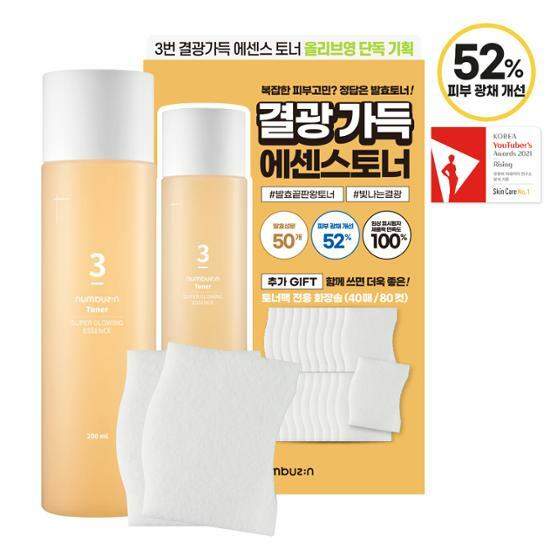 3번 결광가득 에센스 토너 올리브영 단독 기획
52%
피부 광채 개선
KOREA
YouTuber's
Awards 2021
Rising
Skin Care No.1
복잡한 피부고민? 정답은 발효토너!
결광가득
에센스토너
#발효끝판왕토너 #빛나는결광
발효성분
50개
피부 광채 개선
52%
100%
추가 GIFT 함께 쓰면 더욱 좋은!
토너팩 전용 화장솜 (40매/80컷)
mbuzin
3
numbuzin
Toner
SUPER GLOWING
ESSENCE
200 ml
3
numbuzin
Toner
SUPER GLOWING
ESSENCE